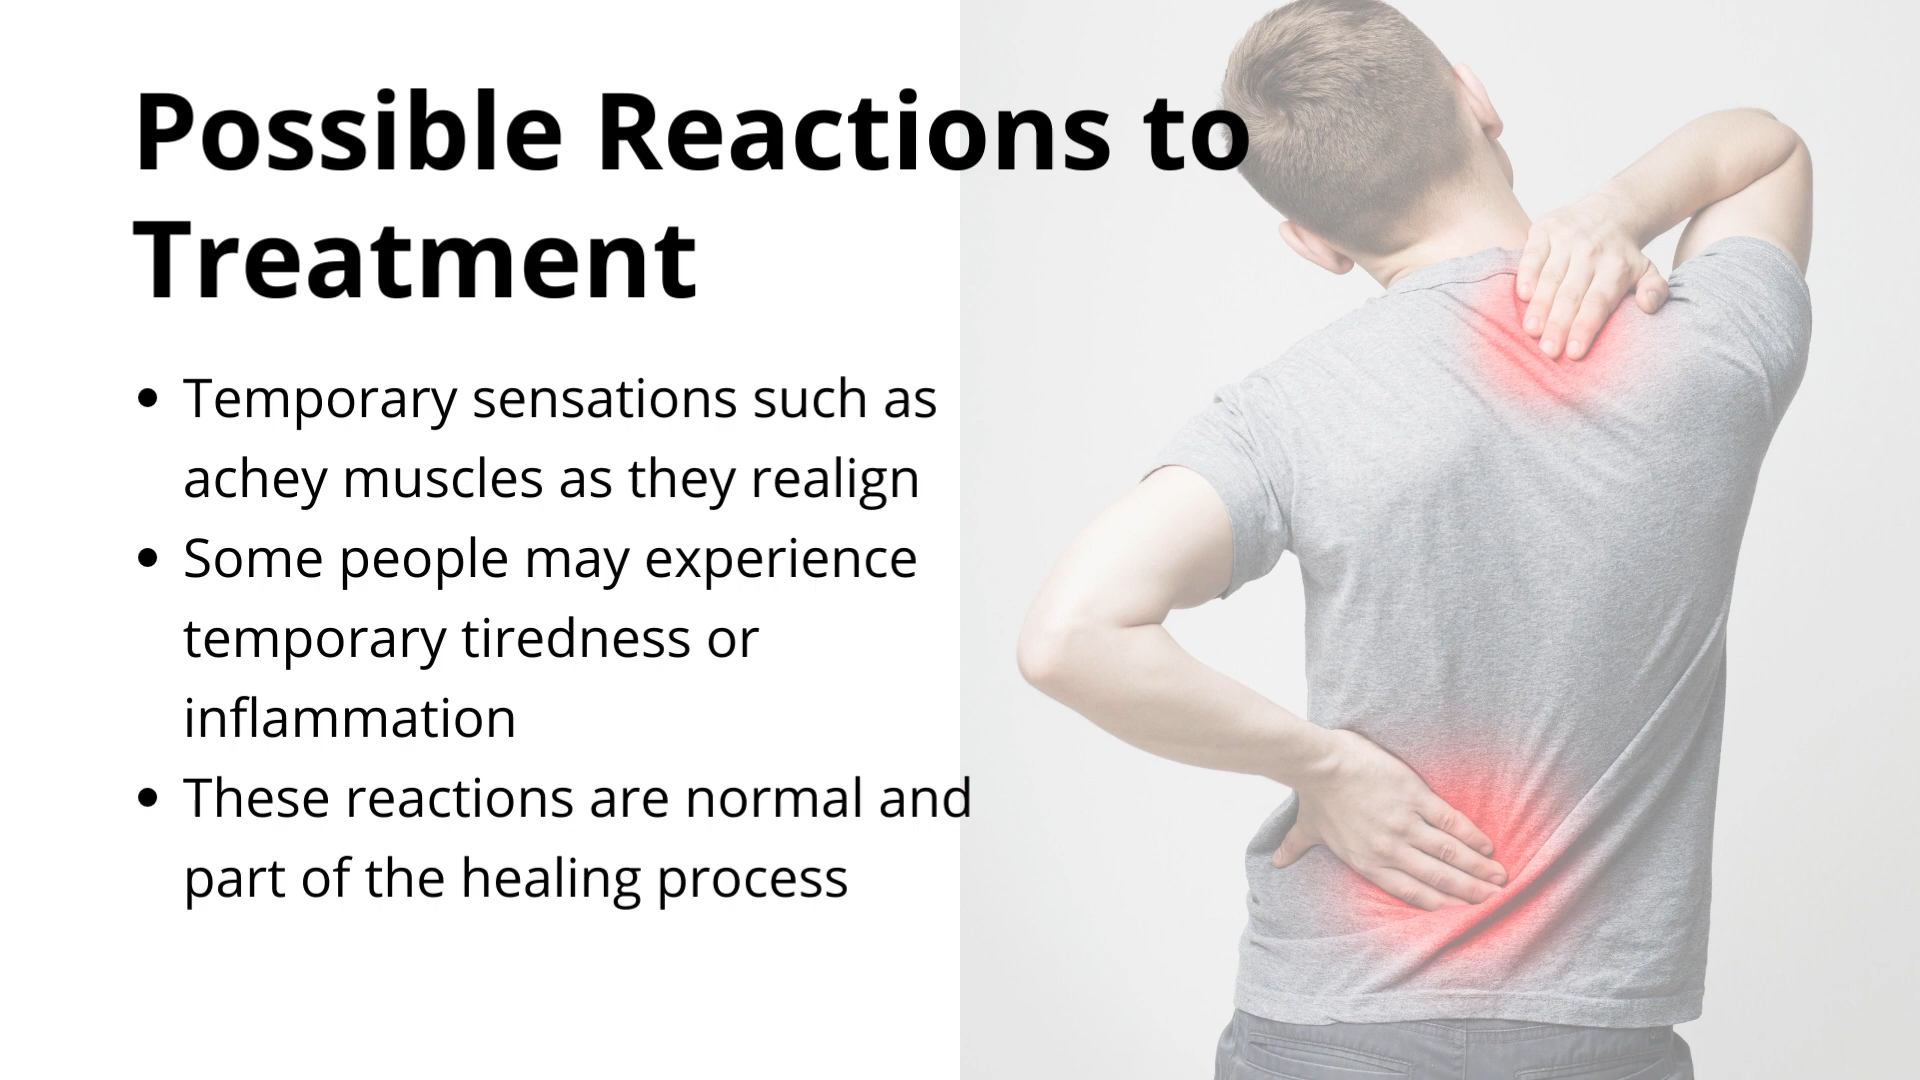 Possible Reactions to
Treatment
• Temporary sensations such as
achey muscles as they realign
• Some people may experience
temporary tiredness or
inflammation
• These reactions are normal and
part of the healing process